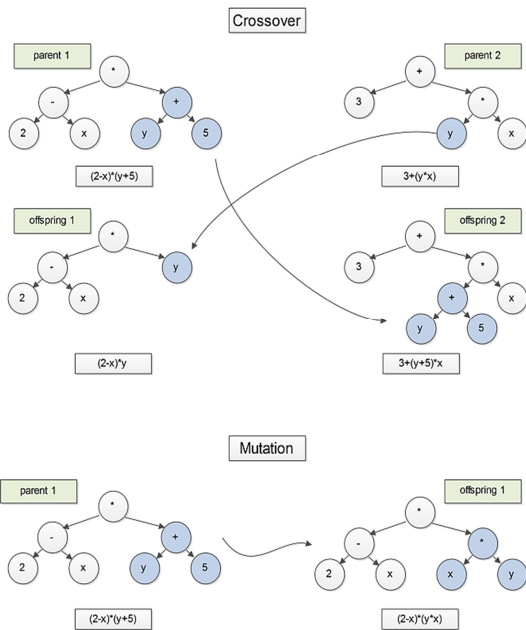 Crossover
parent 1
parent 2
*
+
-
+
3
*
2
x
y
5
y
x
(2-x)*(y+5)
3+(y*x)
offspring 1
offspring 2
*
+
-
y
3
*
2
x
+
x
y
5
(2-x)*y
3+(y+5)*x
Mutation
parent 1
offspring 1
*
*
-
+
-
*
2
x
y
5
2
x
x
y
(2-x)*(y+5)
(2-x)*(y*x)